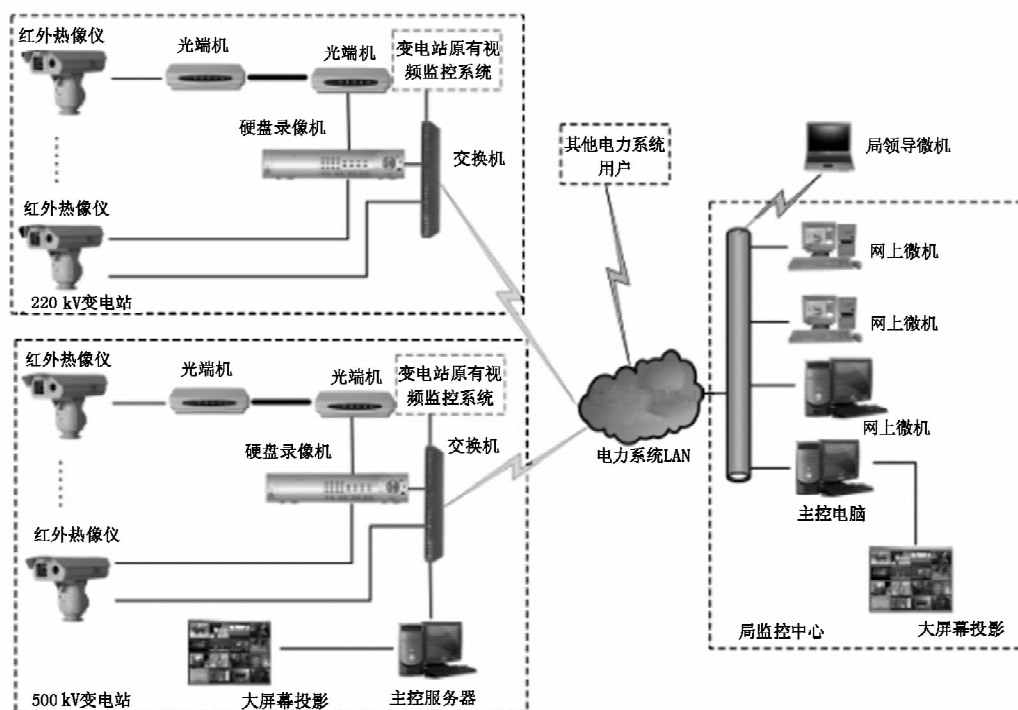 红外热像仪
光端机
光端机
变电站原有视
频监控系统
硬盘录像机
交换机
红外热像仪
220 kV变电站
红外热像仪
光端机
光端机
变电站原有视
频监控系统
硬盘录像机
交换机
红外热像仪
大屏幕投影
主控服务器
500 kV变电站
其他电力系统
用户
电力系统LAN
局领导微机
网上微机
网上微机
网上微机
主控电脑
局监控中心
大屏幕投影